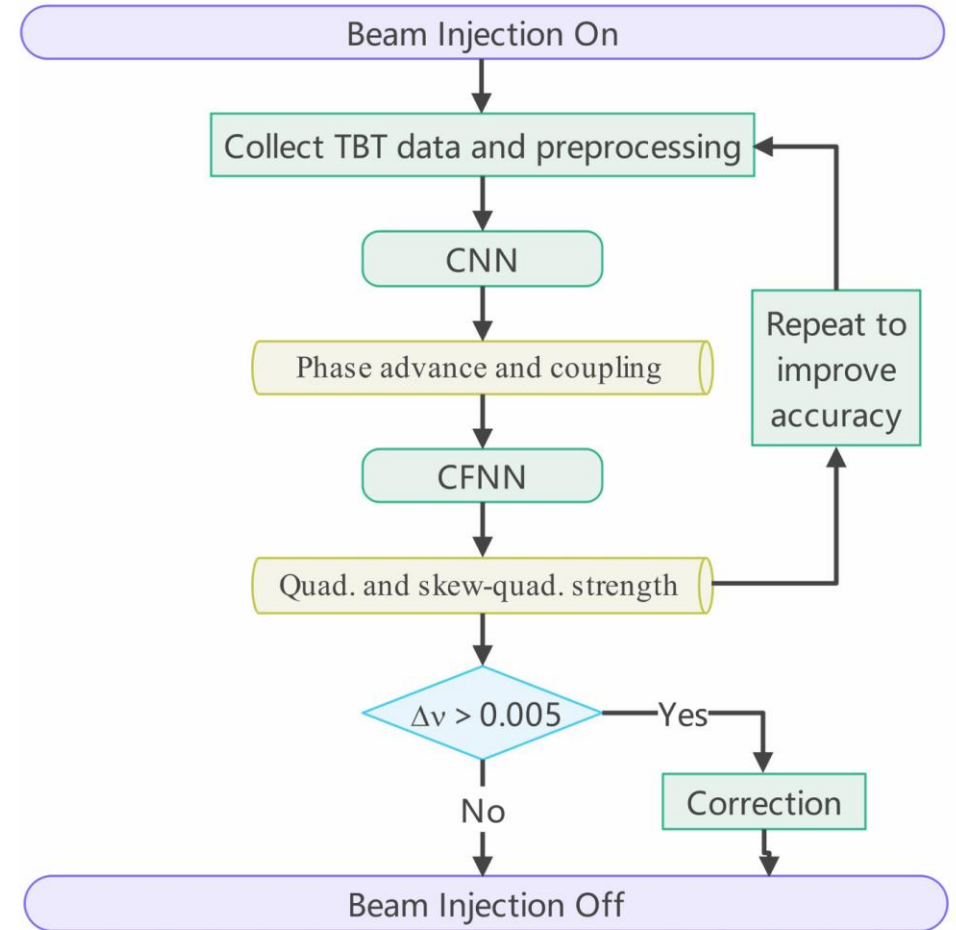 Beam Injection On
Collect TBT data and preprocessing
CNN
Phase advance and coupling
Repeat to
improve
accuracy
CFNN
Quad. and skew-quad. strength
Δν > 0.005
Yes
No
Correction
Beam Injection Off